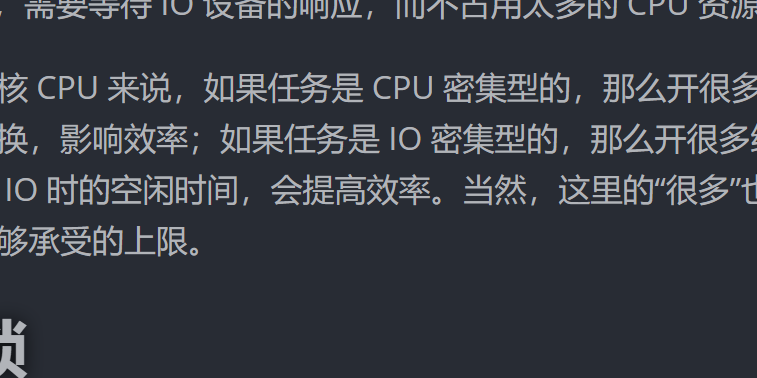 ，需要等待 IO 设备的响应，而不占用太多的 CPU 资源
核 CPU 来说，如果任务是 CPU 密集型的，那么开很多
换，影响效率；如果任务是 IO 密集型的，那么开很多
IO 时的空闲时间，会提高效率。当然，这里的“很多”也
够承受的上限。
锁